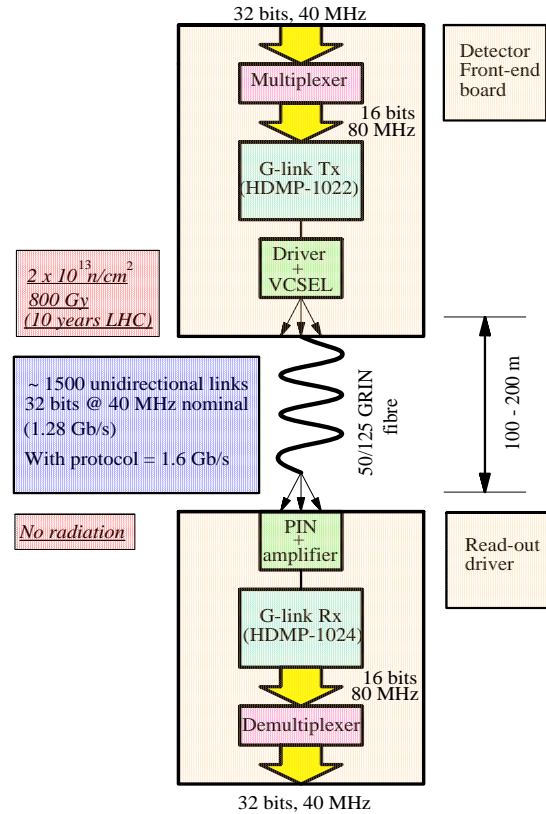 32 bits, 40 MHz
Multiplexer
16 bits
80 MHz
G-link Tx
(HDMP-1022)
Driver
+
VCSEL
Detector
Front-end
board
2 x 10^13 n/cm^2
800 Gy
(10 years LHC)
~ 1500 unidirectional links
32 bits @ 40 MHz nominal
(1.28 Gb/s)
With protocol = 1.6 Gb/s
50/125 GRIN
fibre
100 - 200 m
No radiation
PIN
+
amplifier
Read-out
driver
G-link Rx
(HDMP-1024)
16 bits
80 MHz
Demultiplexer
32 bits, 40 MHz